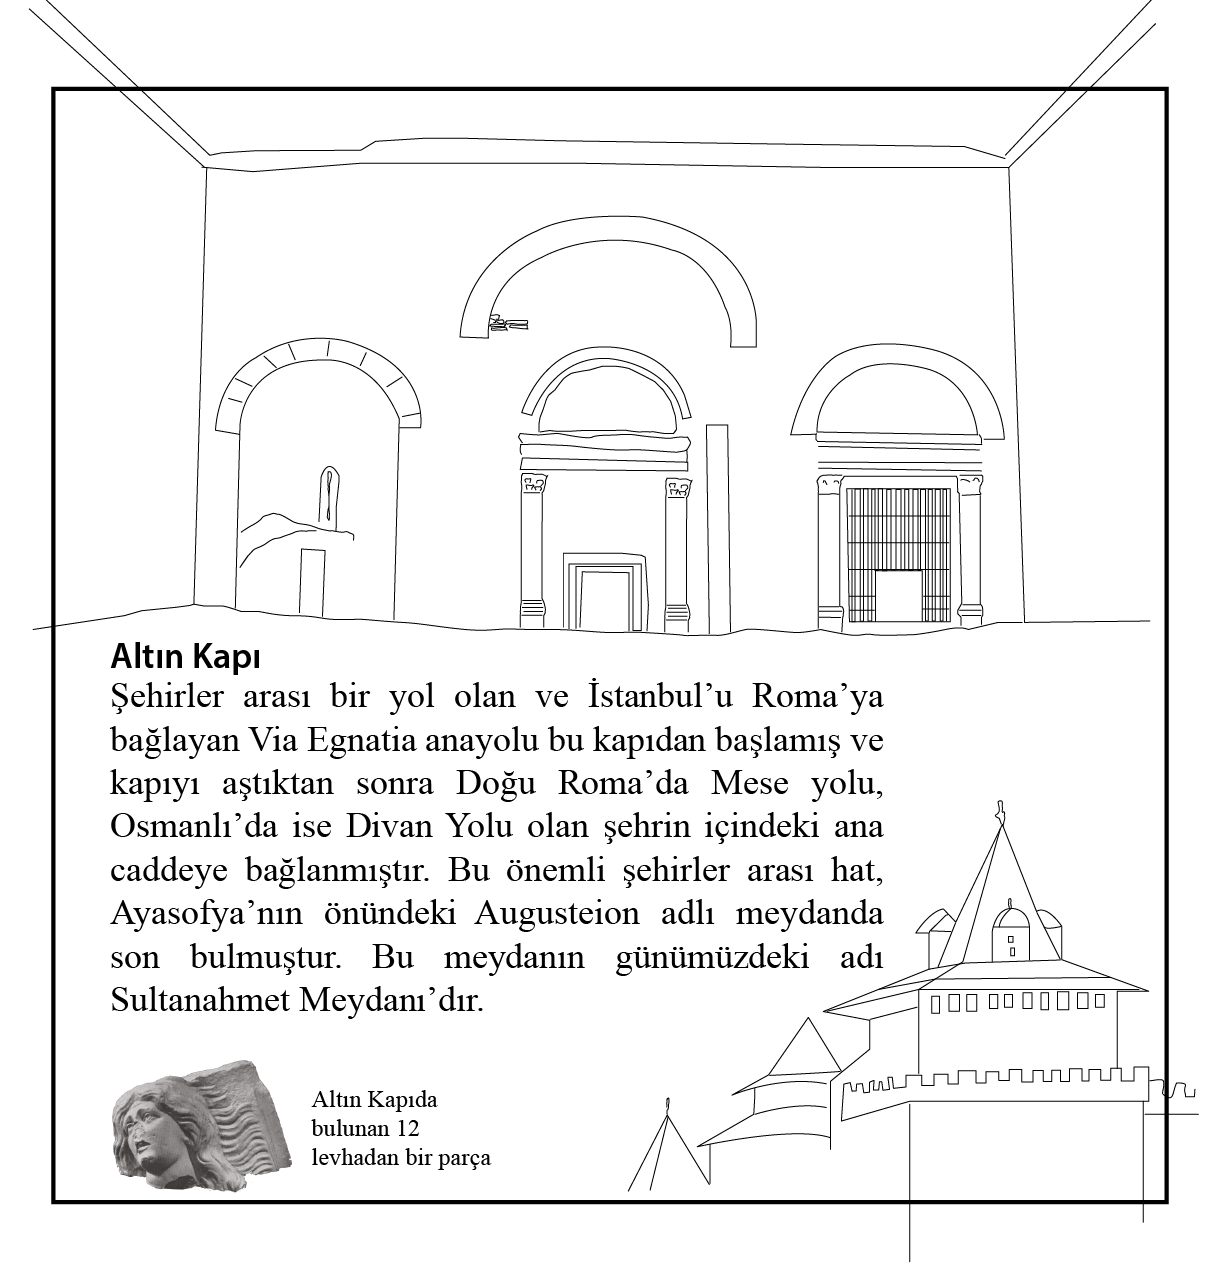 Altın Kapı
Şehirler arası bir yol olan ve İstanbul’u Roma’ya
bağlayan Via Egnatia anayolu bu kapıdan başlamış ve
kapıyı aştıktan sonra Doğu Roma’da Mese yolu,
Osmanlı’da ise Divan Yolu olan şehrin içindeki ana
caddeye bağlanmıştır. Bu önemli şehirler arası hat,
Ayasofya’nın önündeki Augusteion adlı meydanda
son bulmuştur. Bu meydanın günümüzdeki adı
Sultanahmet Meydanı’dır.
Altın Kapıda
bulunan 12
levhadan bir parça